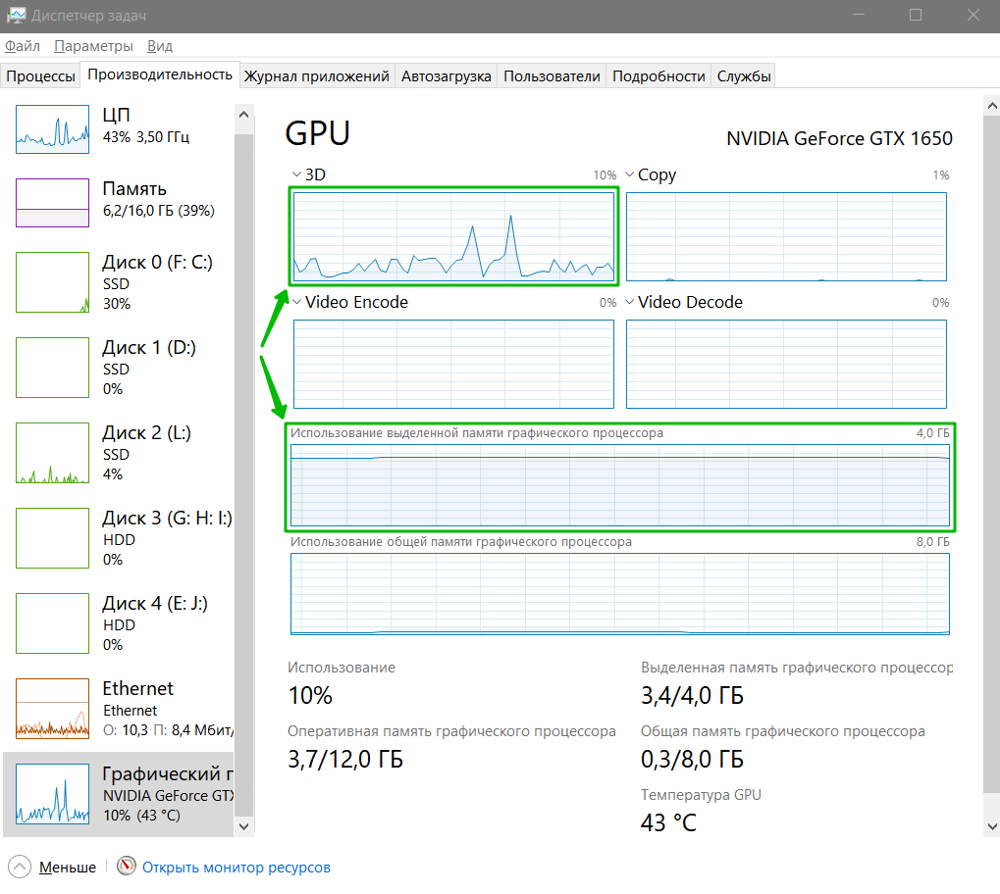 Диспетчер задач
Файл Параметры Вид
Процессы Производительность Журнал приложений Автозагрузка Пользователи Подробности Службы
ЦП
43% 3,50 ГГц
Память
6,2/16,0 ГБ (39%)
Диск 0 (F: C:)
SSD
30%
Диск 1 (D:)
SSD
0%
Диск 2 (L:)
SSD
4%
Диск 3 (G: H: I:)
HDD
0%
Диск 4 (E: J:)
HDD
0%
Ethernet
Ethernet
О: 10,3 П: 8,4 Мбит/
Графический п
NVIDIA GeForce GTX
10% (43 °C)
GPU
NVIDIA GeForce GTX 1650
3D 10%
Copy 1%
Video Encode 0%
Video Decode 0%
Использование выделенной памяти графического процессора 4,0 ГБ
Использование общей памяти графического процессора 8,0 ГБ
Использование
10%
Выделенная память графического процессор
3,4/4,0 ГБ
Оперативная память графического процессора
3,7/12,0 ГБ
Общая память графического процессора
0,3/8,0 ГБ
Температура GPU
43 °C
Меньше
Открыть монитор ресурсов